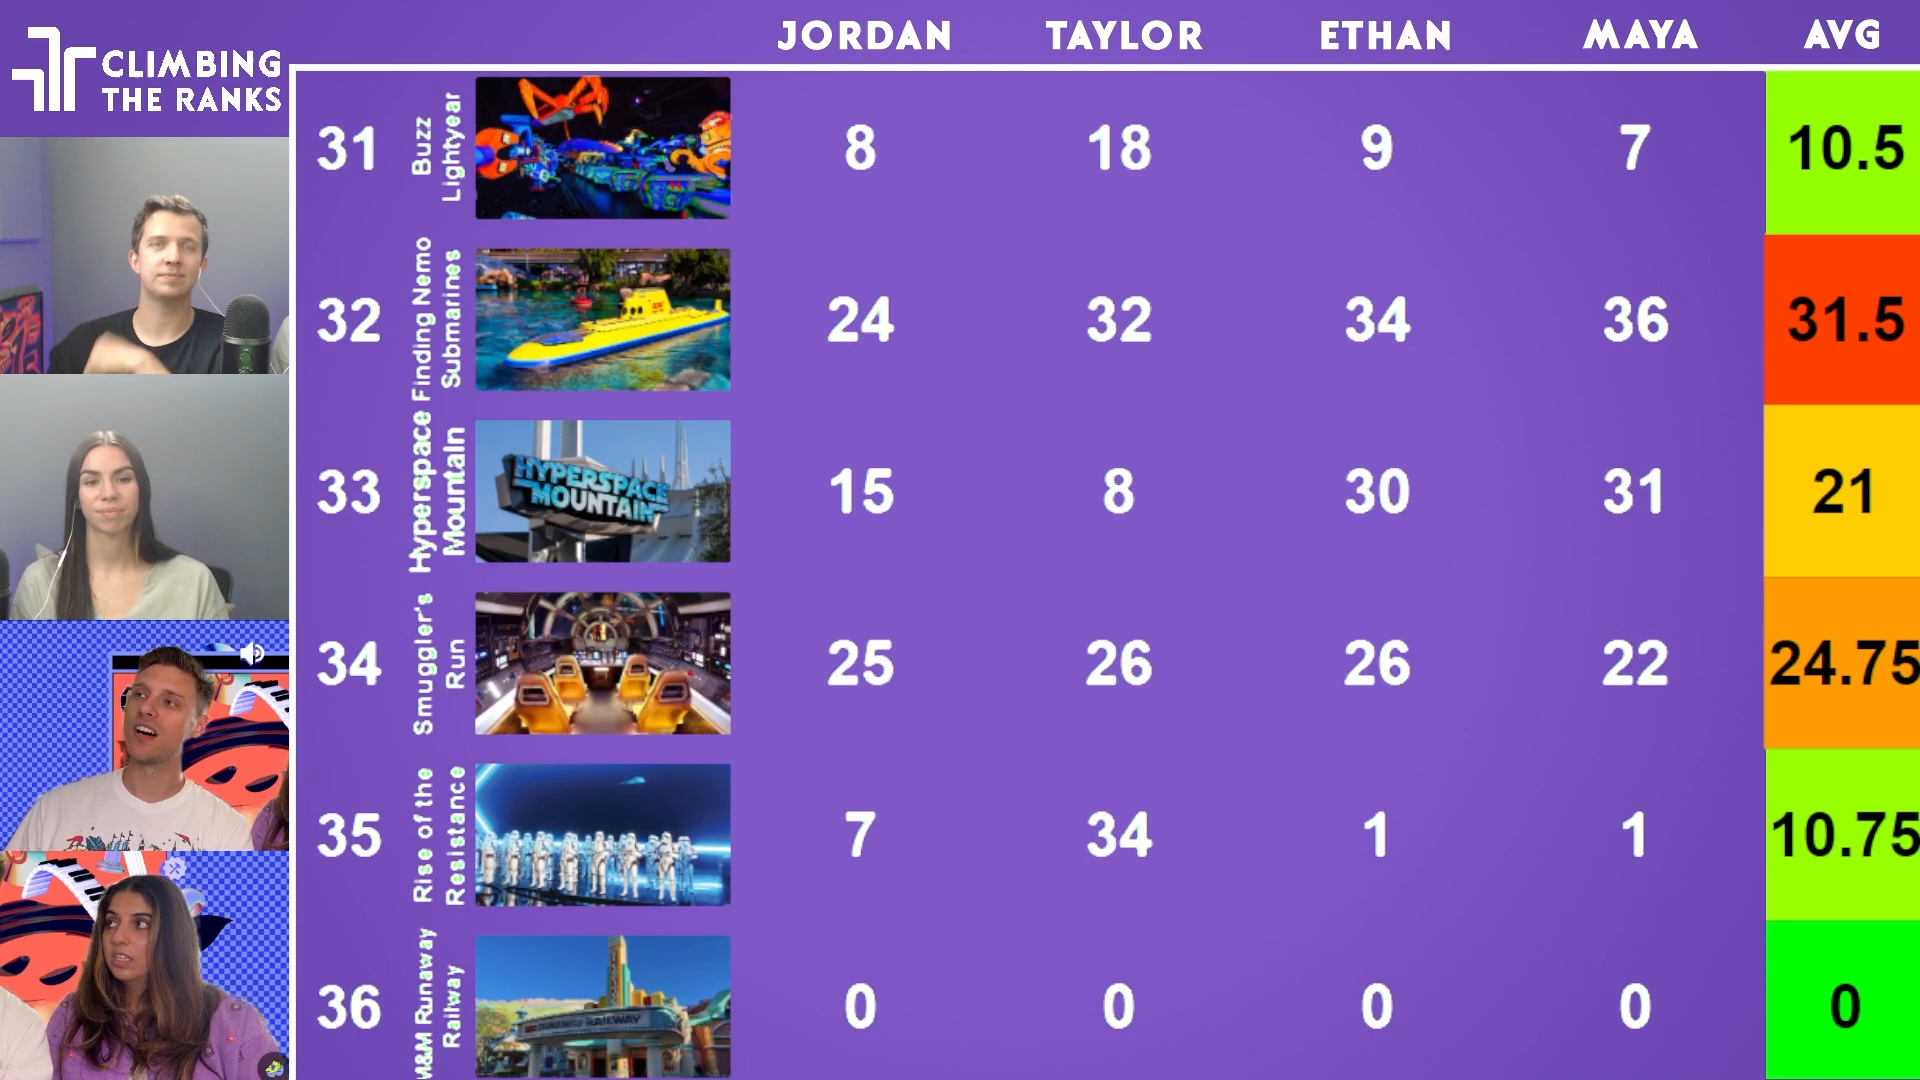 CLIMBING
THE RANKS
JORDAN TAYLOR ETHAN MAYA AVG
31 Buzz Lightyear 8 18 9 7 10.5
32 Finding Nemo Submarines 24 32 34 36 31.5
33 Hyperspace Mountain HYPERSPACE MOUNTAIN 15 8 30 31 21
34 Smuggler's Run 25 26 26 22 24.75
35 Rise of the Resistance 7 34 1 1 10.75
36 M&M Runaway Railway RUNAWAY RAILWAY 0 0 0 0 0